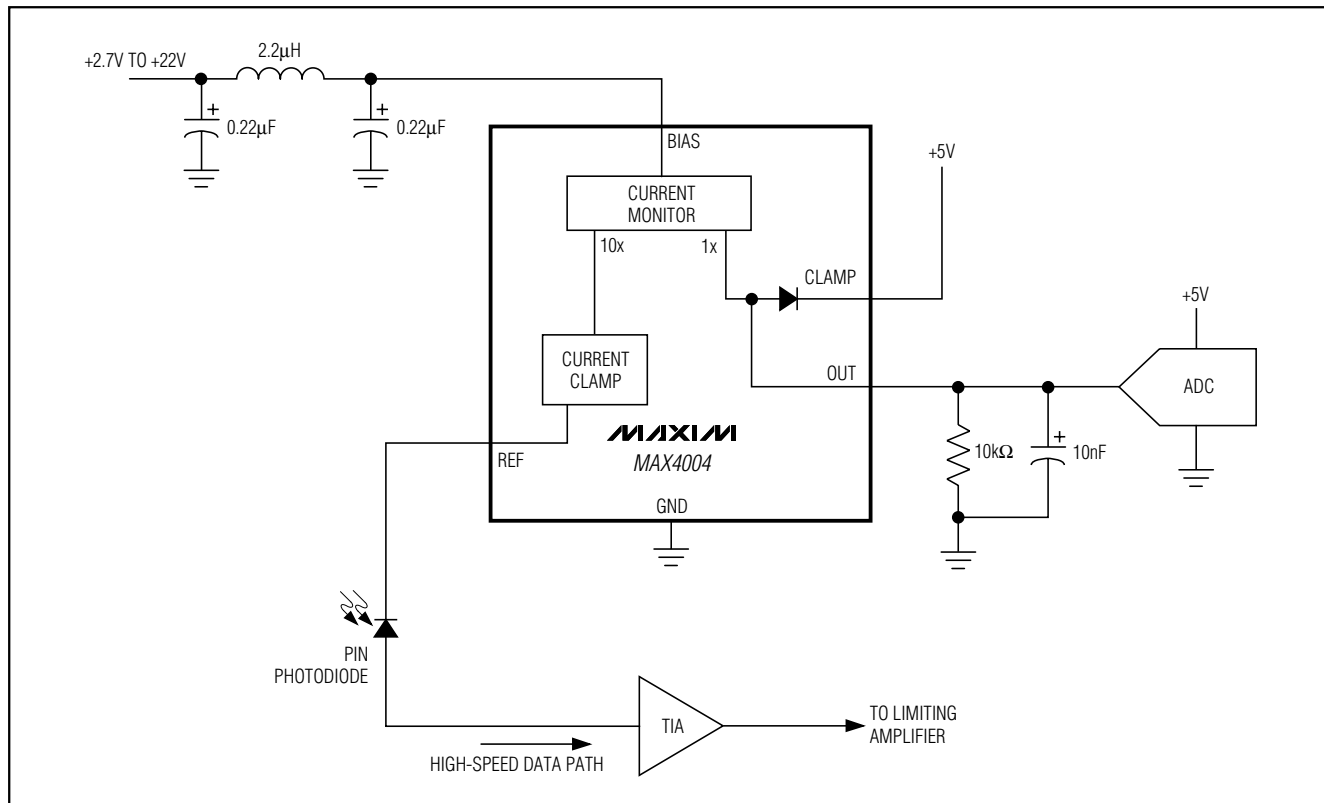 +2.7V TO +22V
2.2μH
0.22μF
0.22μF
BIAS
+5V
CURRENT
MONITOR
10x
1x
CLAMP
+5V
CURRENT
CLAMP
OUT
ADC
MAXIM
MAX4004
REF
10kΩ
10nF
GND
PIN
PHOTODIODE
TIA
TO LIMITING
AMPLIFIER
HIGH-SPEED DATA PATH